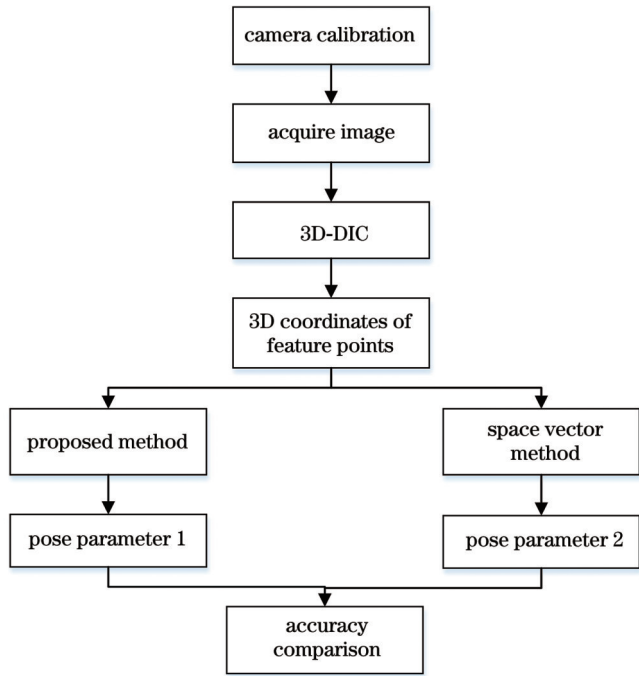 camera calibration
acquire image
3D-DIC
3D coordinates of
feature points
proposed method
space vector
method
pose parameter 1
pose parameter 2
accuracy
comparison